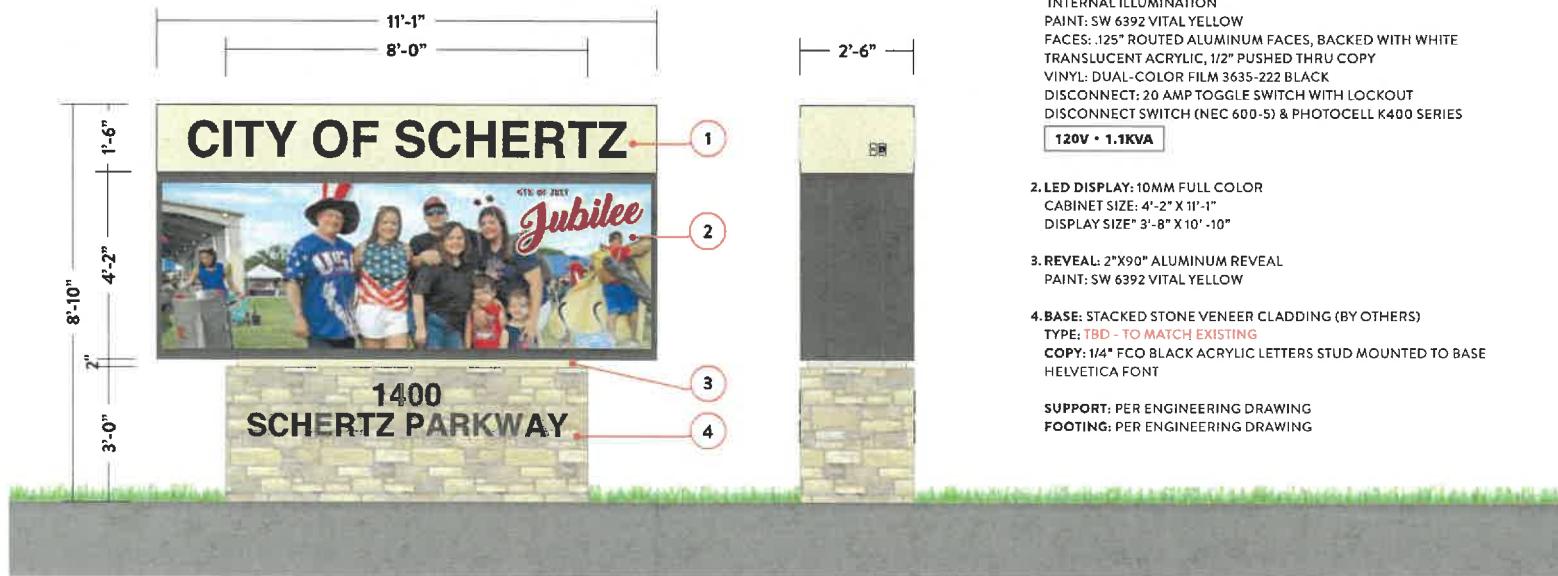 11'-1"
8'-0"
2'-6"
8'-10"
1'-6"
4'-2"
2"
3'-0"
CITY OF SCHERTZ
4TH OF JULY
Jubilee
1400
SCHERTZ PARKWAY
1
2
3
4
INTERNAL ILLUMINATION
PAINT: SW 6392 VITAL YELLOW
FACES: .125" ROUTED ALUMINUM FACES, BACKED WITH WHITE
TRANSLUCENT ACRYLIC, 1/2" PUSHED THRU COPY
VINYL: DUAL-COLOR FILM 3635-222 BLACK
DISCONNECT: 20 AMP TOGGLE SWITCH WITH LOCKOUT
DISCONNECT SWITCH (NEC 600-5) & PHOTOCELL K400 SERIES
120V • 1.1KVA
2. LED DISPLAY: 10MM FULL COLOR
CABINET SIZE: 4'-2" X 11'-1"
DISPLAY SIZE" 3'-8" X 10' -10"
3. REVEAL: 2"X90" ALUMINUM REVEAL
PAINT: SW 6392 VITAL YELLOW
4. BASE: STACKED STONE VENEER CLADDING (BY OTHERS)
TYPE: TBD - TO MATCH EXISTING
COPY: 1/4" FCO BLACK ACRYLIC LETTERS STUD MOUNTED TO BASE
HELVETICA FONT
SUPPORT: PER ENGINEERING DRAWING
FOOTING: PER ENGINEERING DRAWING